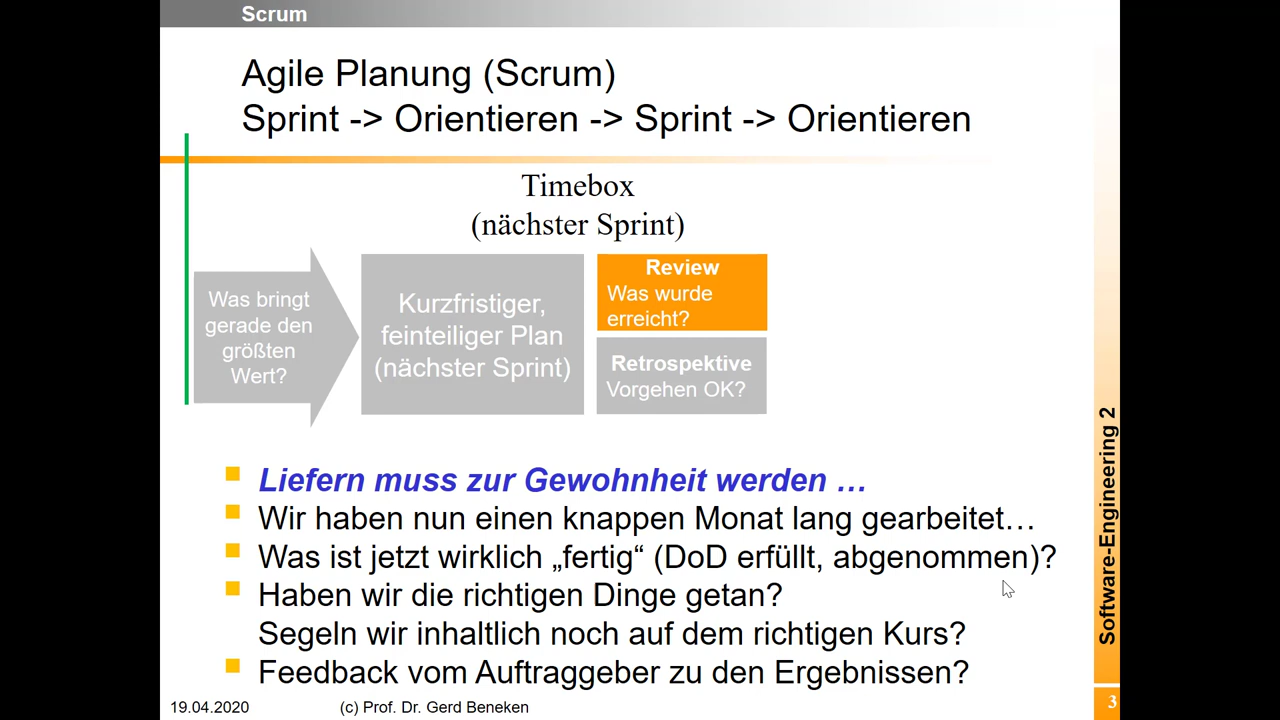 Scrum
Agile Planung (Scrum)
Sprint -> Orientieren -> Sprint -> Orientieren
Timebox
(nächster Sprint)
Was bringt
gerade den
größten
Wert?
Kurzfristiger,
feinteiliger Plan
(nächster Sprint)
Review
Was wurde
erreicht?
Retrospektive
Vorgehen OK?
Liefern muss zur Gewohnheit werden …
Wir haben nun einen knappen Monat lang gearbeitet…
Was ist jetzt wirklich „fertig“ (DoD erfüllt, abgenommen)?
Haben wir die richtigen Dinge getan?
Segeln wir inhaltlich noch auf dem richtigen Kurs?
Feedback vom Auftraggeber zu den Ergebnissen?
Software-Engineering 2
19.04.2020
(c) Prof. Dr. Gerd Beneken
3